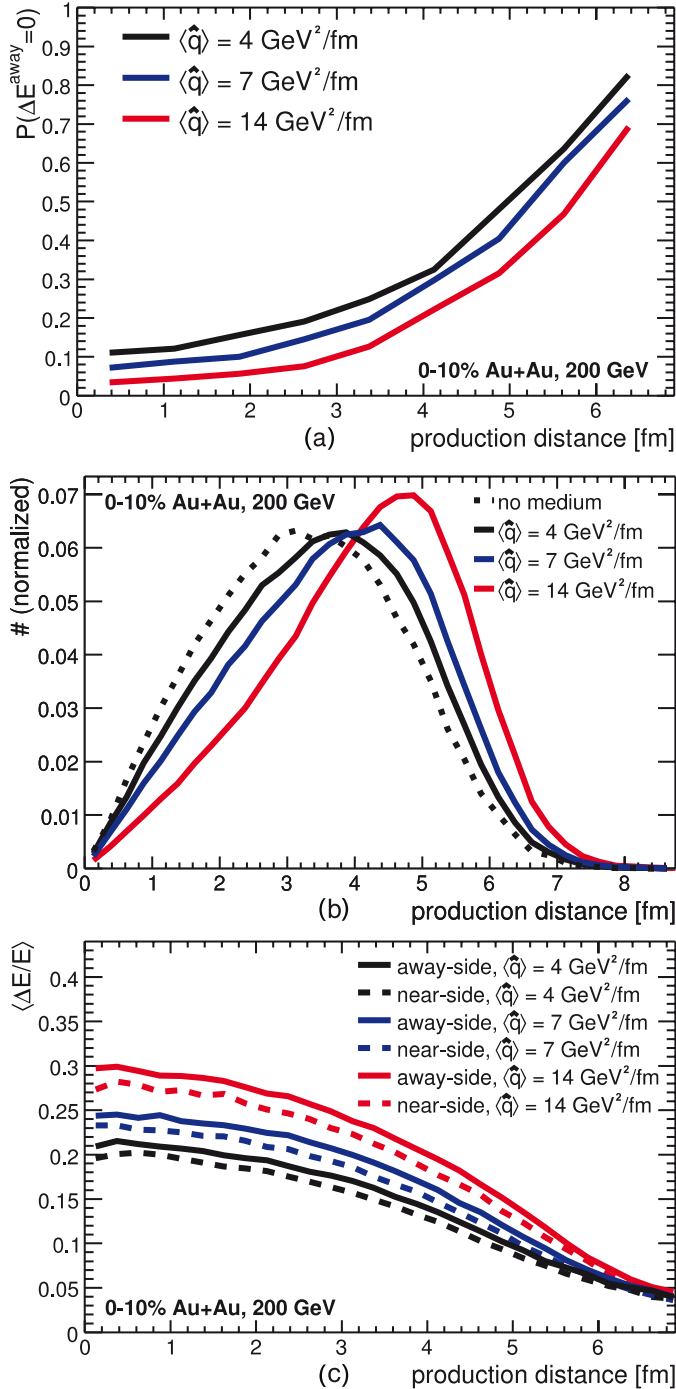 P(ΔE^away=0)
1
0.9
0.8
0.7
0.6
0.5
0.4
0.3
0.2
0.1
0
⟨q̂⟩ = 4 GeV²/fm
⟨q̂⟩ = 7 GeV²/fm
⟨q̂⟩ = 14 GeV²/fm
0-10% Au+Au, 200 GeV
0 1 2 3 4 5 6
(a) production distance [fm]
# (normalized)
0.07
0.06
0.05
0.04
0.03
0.02
0.01
0
0-10% Au+Au, 200 GeV
no medium
⟨q̂⟩ = 4 GeV²/fm
⟨q̂⟩ = 7 GeV²/fm
⟨q̂⟩ = 14 GeV²/fm
0 1 2 3 4 5 6 7 8
(b) production distance [fm]
⟨ΔE/E⟩
0.4
0.35
0.3
0.25
0.2
0.15
0.1
0.05
0
away-side, ⟨q̂⟩ = 4 GeV²/fm
near-side, ⟨q̂⟩ = 4 GeV²/fm
away-side, ⟨q̂⟩ = 7 GeV²/fm
near-side, ⟨q̂⟩ = 7 GeV²/fm
away-side, ⟨q̂⟩ = 14 GeV²/fm
near-side, ⟨q̂⟩ = 14 GeV²/fm
0-10% Au+Au, 200 GeV
0 1 2 3 4 5 6
(c) production distance [fm]